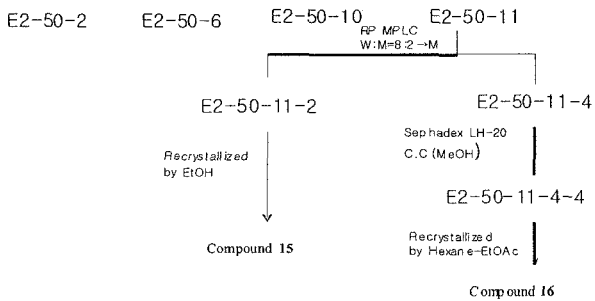 E2-50-2 E2-50-6 E2-50-10 E2-50-11
RP MPLC
W:M=8:2→M
E2-50-11-2 E2-50-11-4
Sephadex LH-20
C.C(MeOH)
Recrystallized
by EtOH
E2-50-11-4-4
Recrystallized
by Hexane-EtOAc
Compound 15
Compound 16